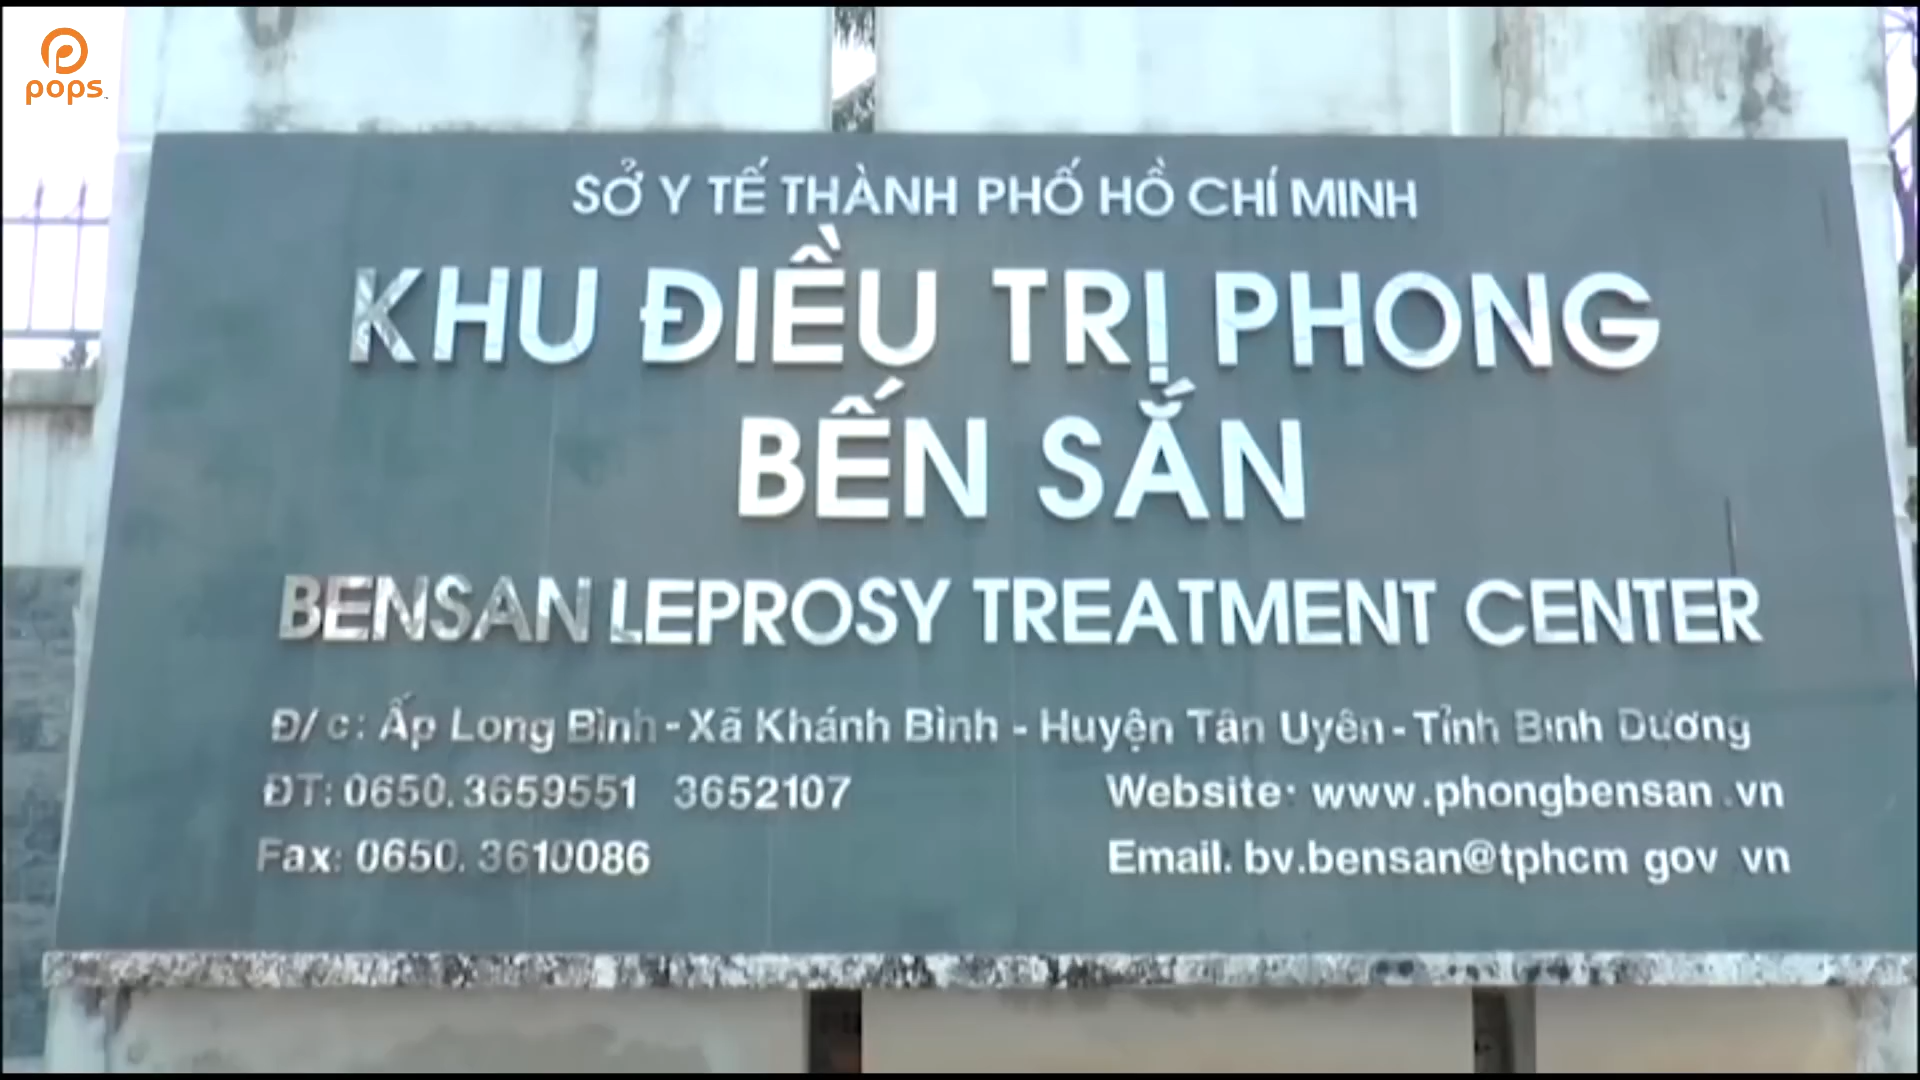 pops
SỞ Y TẾ THÀNH PHỐ HỒ CHÍ MINH
KHU ĐIỀU TRỊ PHONG
BẾN SẮN
BENSAN LEPROSY TREATMENT CENTER
Đ/c: Ấp Long Bình - Xã Khánh Bình - Huyện Tân Uyên - Tỉnh Bình Dương
ĐT: 0650.3659551 3652107
Website: www.phongbensan.vn
Fax: 0650. 3610086
Email. bv.bensan@tphcm gov vn